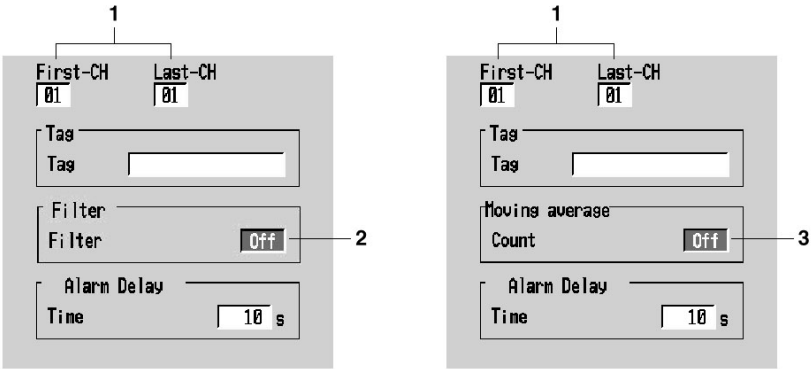 1
First-CH Last-CH
01 01
Tag
Tag
Filter
Filter Off 2
Alarm Delay
Time 10 s
1
First-CH Last-CH
01 01
Tag
Tag
Moving average
Count Off 3
Alarm Delay
Time 10 s